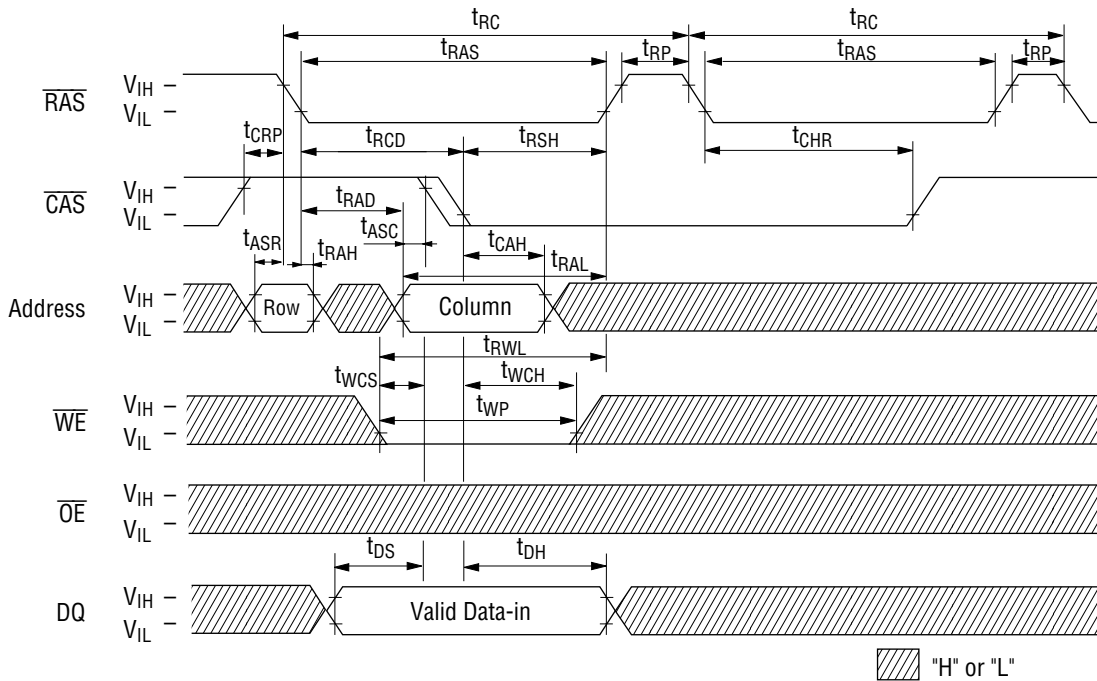 tRC tRC
tRAS tRP tRAS tRP
RAS VIH
VIL
tCRP tRCD tRSH tCHR
CAS VIH
VIL
tRAD
tASR tRAH tASC tCAH tRAL
Address VIH
VIL
Row Column
tRWL
tWCS tWCH
tWP
WE VIH
VIL
OE VIH
VIL
tDS tDH
DQ VIH
VIL
Valid Data-in
"H" or "L"